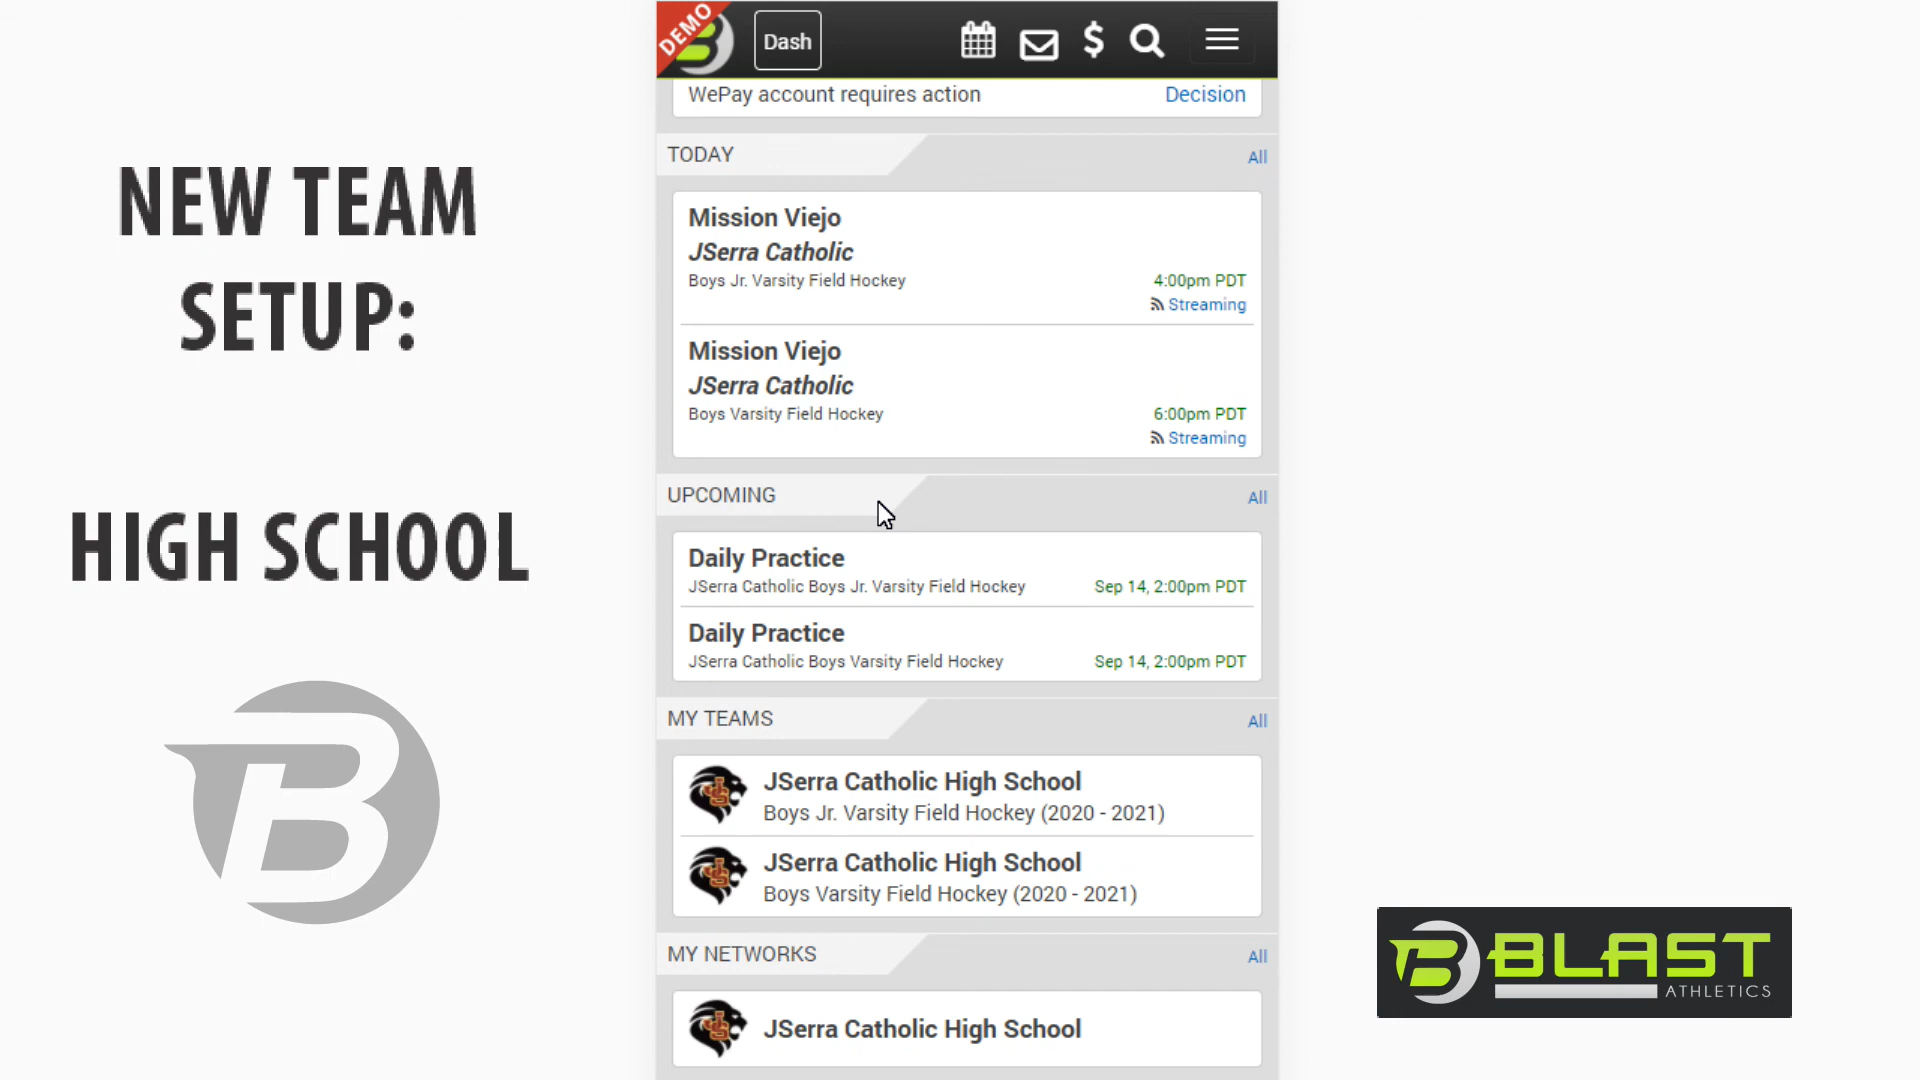 NEW TEAM
SETUP:
HIGH SCHOOL
DEMO
Dash
WePay account requires action Decision
TODAY All
Mission Viejo
JSerra Catholic
Boys Jr. Varsity Field Hockey 4:00pm PDT
Streaming
Mission Viejo
JSerra Catholic
Boys Varsity Field Hockey 6:00pm PDT
Streaming
UPCOMING All
Daily Practice
JSerra Catholic Boys Jr. Varsity Field Hockey Sep 14, 2:00pm PDT
Daily Practice
JSerra Catholic Boys Varsity Field Hockey Sep 14, 2:00pm PDT
MY TEAMS All
JSerra Catholic High School
Boys Jr. Varsity Field Hockey (2020 - 2021)
JSerra Catholic High School
Boys Varsity Field Hockey (2020 - 2021)
MY NETWORKS All
JSerra Catholic High School
BLAST
ATHLETICS